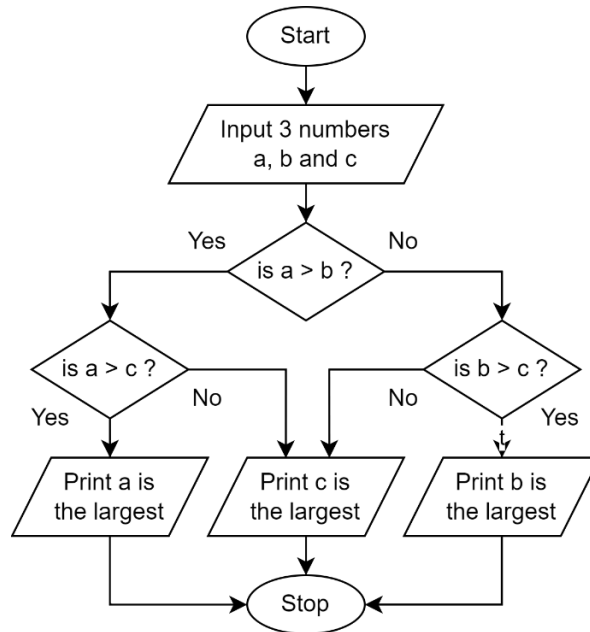 Start
Input 3 numbers
a, b and c
Yes
No
is a > b ?
is a > c ?
is b > c ?
Yes
No
No
Yes
t
Print a is
the largest
Print c is
the largest
Print b is
the largest
Stop